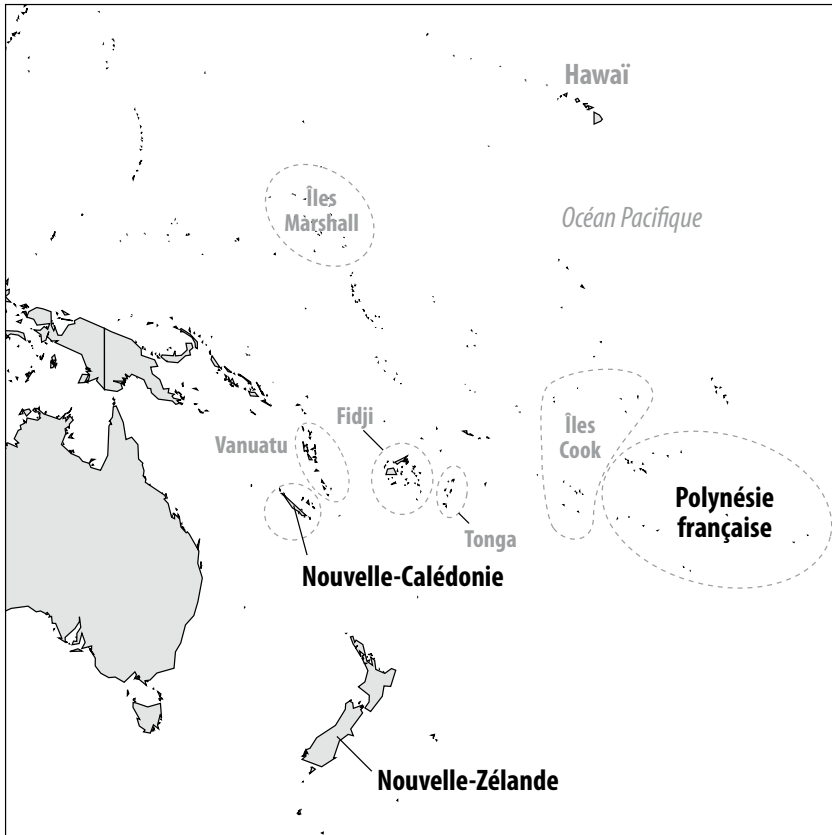 Hawaï
Îles
Marshall
Océan Pacifique
Fidji
Vanuatu
Îles
Cook
Polynésie
française
Tonga
Nouvelle-Calédonie
Nouvelle-Zélande